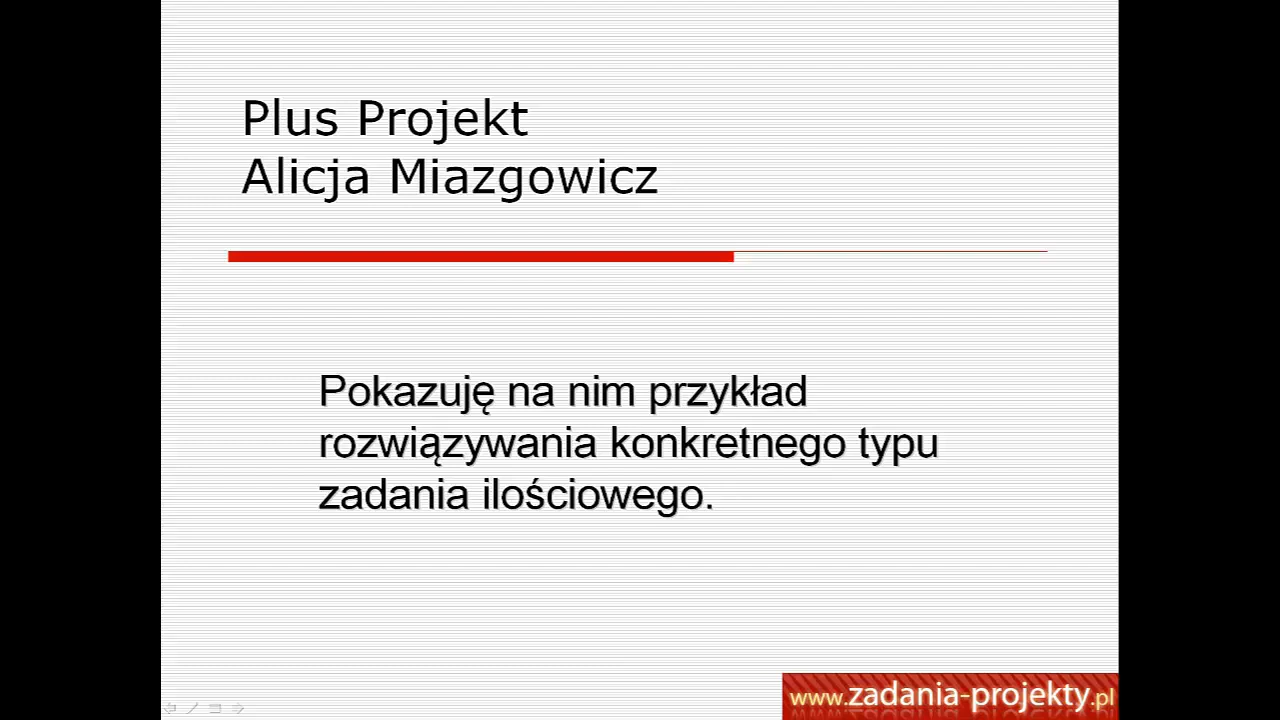 Plus Projekt
Alicja Miazgowicz
Pokazuję na nim przykład
rozwiązywania konkretnego typu
zadania ilościowego.
www.zadania-projekty.pl